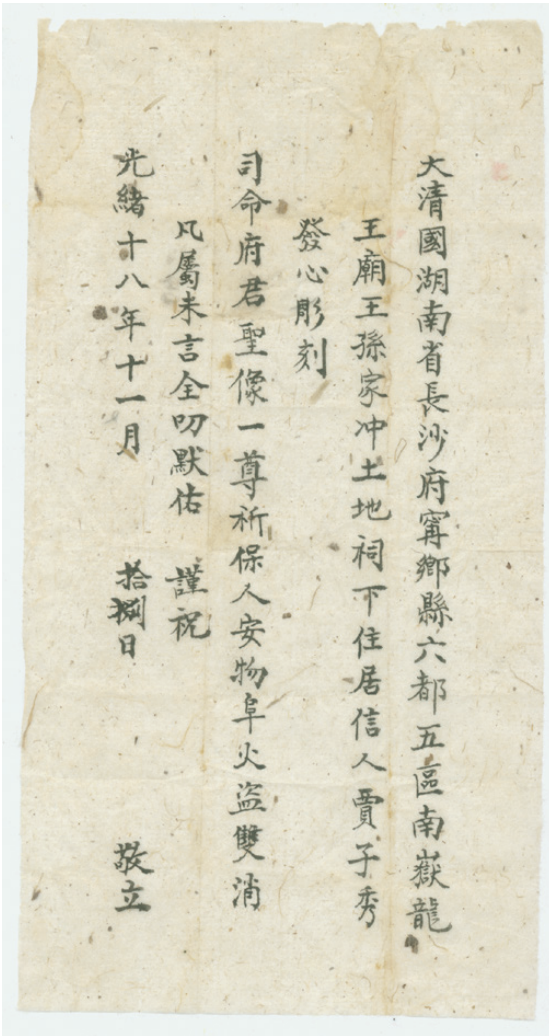 大清國湖南省長沙府甯鄉縣六都五區南嶽龍
王廟王孫家冲土地祠下住居信人賈子秀
發心彫刻
司命府君聖像一尊祈保人安物阜火盜雙消
凡屬未言全叨默佑 謹祝
光緒十八年十一月 拾捌日 敬立